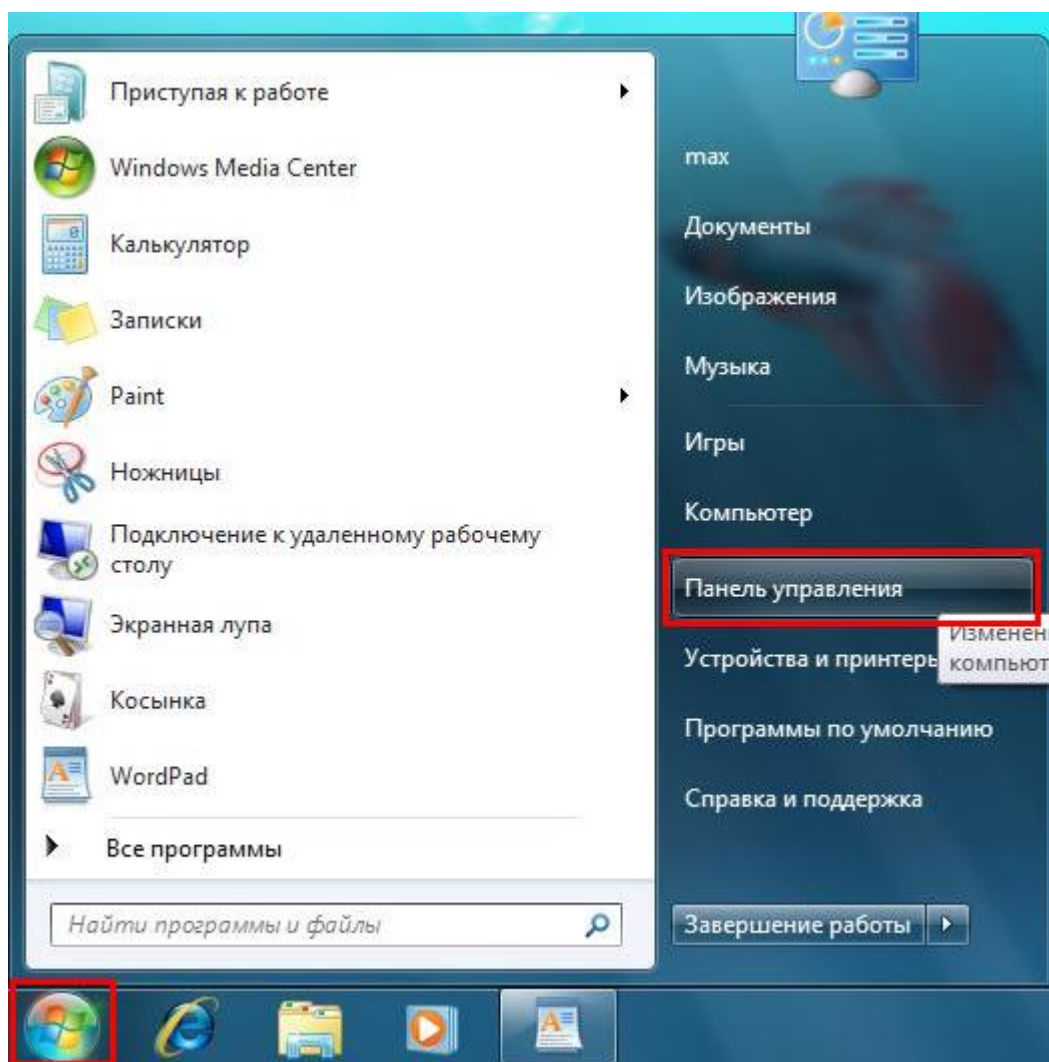 Приступая к работе
Windows Media Center
Калькулятор
Записки
Paint
Ножницы
Подключение к удаленному рабочему
столу
Экранная лупа
Косынка
WordPad
Все программы
Найти программы и файлы
max
Документы
Изображения
Музыка
Игры
Компьютер
Панель управления
Устройства и принтеры
Программы по умолчанию
Справка и поддержка
Завершение работы